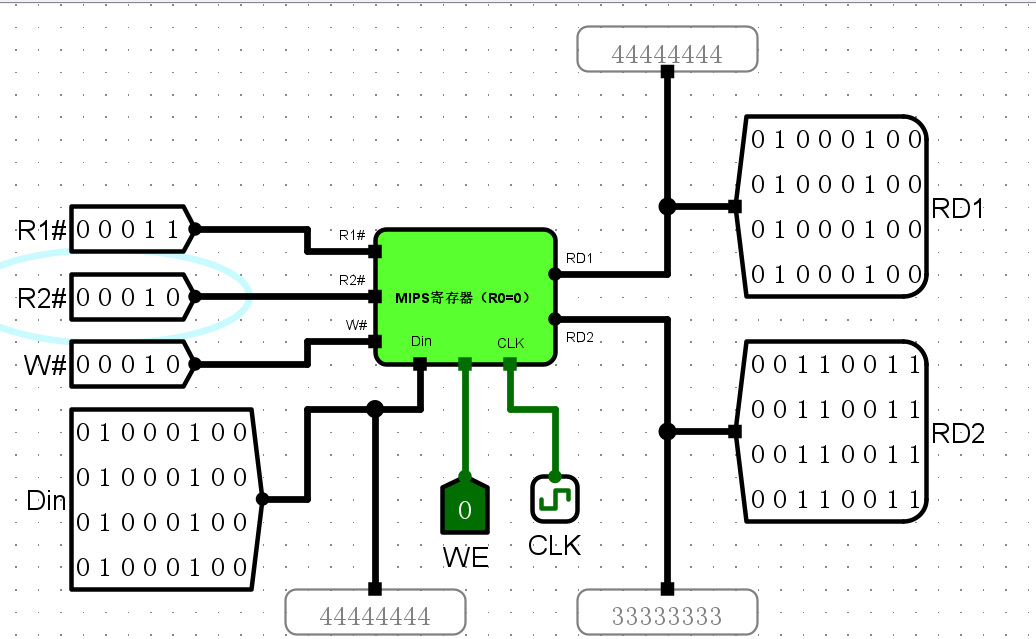 44444444
0 1 0 0 0 1 0 0
0 1 0 0 0 1 0 0
0 1 0 0 0 1 0 0
0 1 0 0 0 1 0 0
RD1
R1#
0 0 0 1 1
R1#
RD1
R2#
0 0 0 1 0
R2#
MIPS寄存器（R0=0）
W#
RD2
W#
0 0 0 1 0
Din
CLK
0 0 1 1 0 0 1 1
0 0 1 1 0 0 1 1
0 0 1 1 0 0 1 1
0 0 1 1 0 0 1 1
RD2
Din
0 1 0 0 0 1 0 0
0 1 0 0 0 1 0 0
0 1 0 0 0 1 0 0
0 1 0 0 0 1 0 0
0
WE
CLK
44444444
33333333